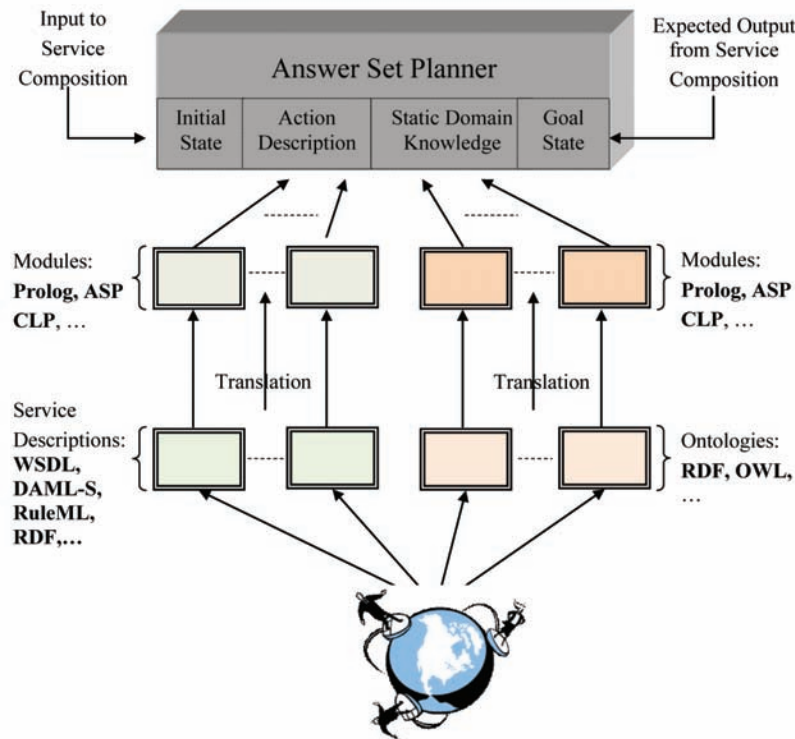 Input to
Service
Composition
Expected Output
from Service
Composition
Answer Set Planner
Initial
State
Action
Description
Static Domain
Knowledge
Goal
State
Modules:
Prolog, ASP
CLP, …
Modules:
Prolog, ASP
CLP, …
Translation
Translation
Service
Descriptions:
WSDL,
DAML-S,
RuleML,
RDF,…
Ontologies:
RDF, OWL,
…